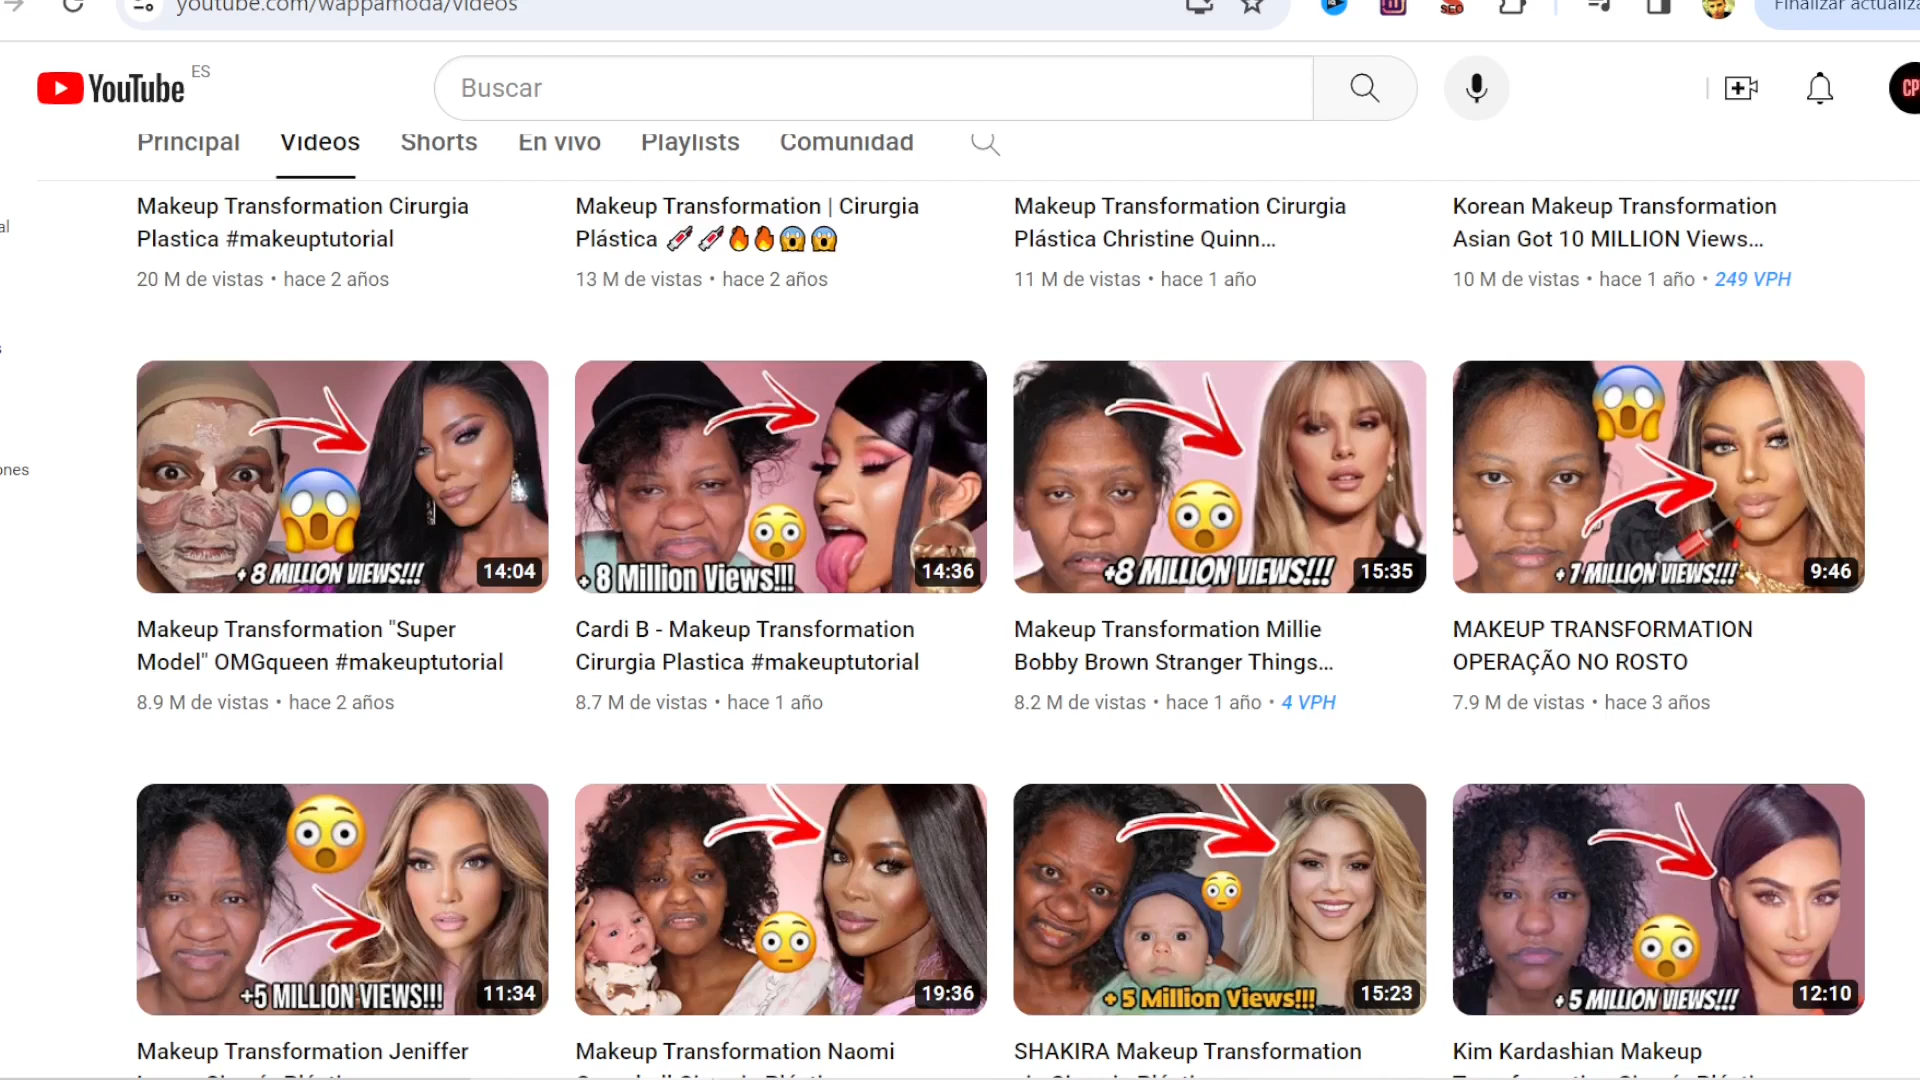 youtube.com/wappamoda/videos
SEO
Finalizar actualiza
YouTube ES
Buscar
CP
Principal Videos Shorts En vivo Playlists Comunidad
al
ones
Makeup Transformation Cirurgia
Plastica #makeuptutorial
20 M de vistas • hace 2 años
Makeup Transformation | Cirurgia
Plástica 💉💉🔥🔥😱😱
13 M de vistas • hace 2 años
Makeup Transformation Cirurgia
Plástica Christine Quinn...
11 M de vistas • hace 1 año
Korean Makeup Transformation
Asian Got 10 MILLION Views...
10 M de vistas • hace 1 año • 249 VPH
+ 8 MILLION VIEWS!!!
14:04
Makeup Transformation "Super
Model" OMGqueen #makeuptutorial
8.9 M de vistas • hace 2 años
+ 8 Million Views!!!
14:36
Cardi B - Makeup Transformation
Cirurgia Plastica #makeuptutorial
8.7 M de vistas • hace 1 año
+8 MILLION VIEWS!!!
15:35
Makeup Transformation Millie
Bobby Brown Stranger Things...
8.2 M de vistas • hace 1 año • 4 VPH
+ 7 MILLION VIEWS!!!
9:46
MAKEUP TRANSFORMATION
OPERAÇÃO NO ROSTO
7.9 M de vistas • hace 3 años
+5 MILLION VIEWS!!!
11:34
Makeup Transformation Jeniffer
19:36
Makeup Transformation Naomi
+ 5 Million Views!!!
15:23
SHAKIRA Makeup Transformation
+ 5 MILLION VIEWS!!!
12:10
Kim Kardashian Makeup